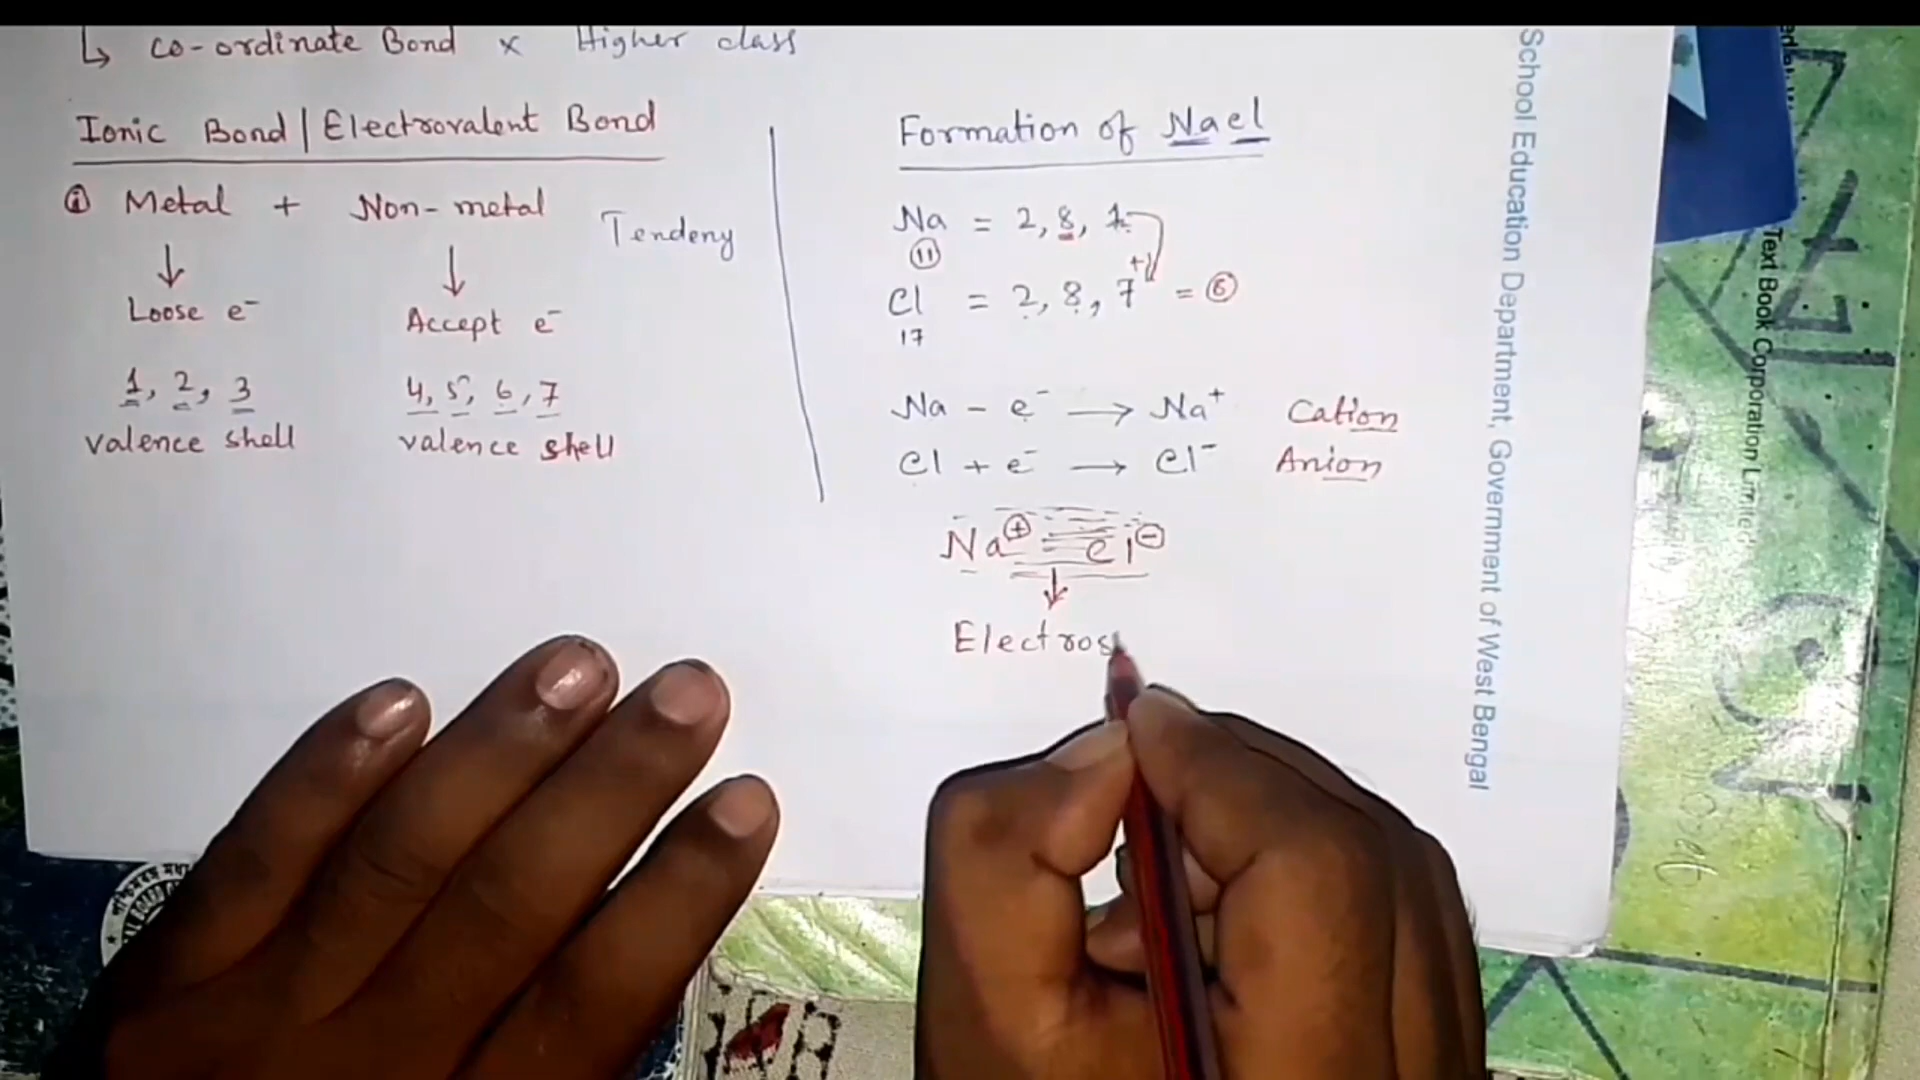 ↳ co-ordinate Bond × Higher class
Ionic Bond | Electrovalent Bond
ⓘ Metal + Non-metal
Tendeny
↓ ↓
Loose e⁻ Accept e⁻
1, 2, 3 4, 5, 6, 7
valence shell valence shell
Formation of Nacl
Na = 2, 8, 1
⑪
Cl = 2, 8, 7 +1 = ⑧
17
Na - e⁻ → Na⁺ Cation
Cl + e⁻ → Cl⁻ Anion
Na⊕ Cl⊖
↓
Electros
School Education Department, Government of West Bengal
Text Book Corporation Limited